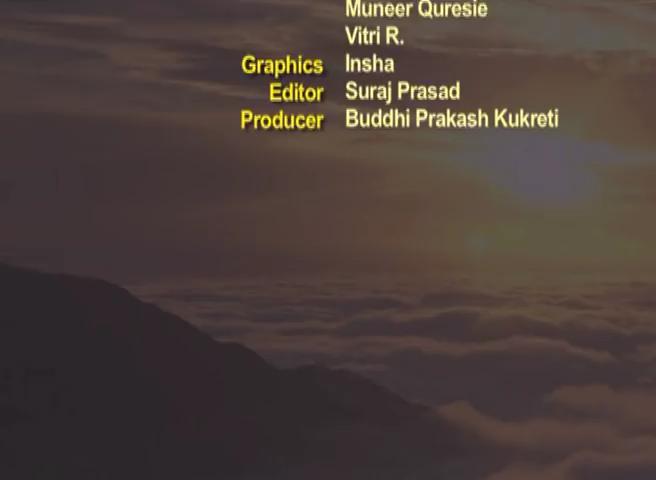 Muneer Quresie
Vitri R.
Graphics Insha
Editor Suraj Prasad
Producer Buddhi Prakash Kukreti